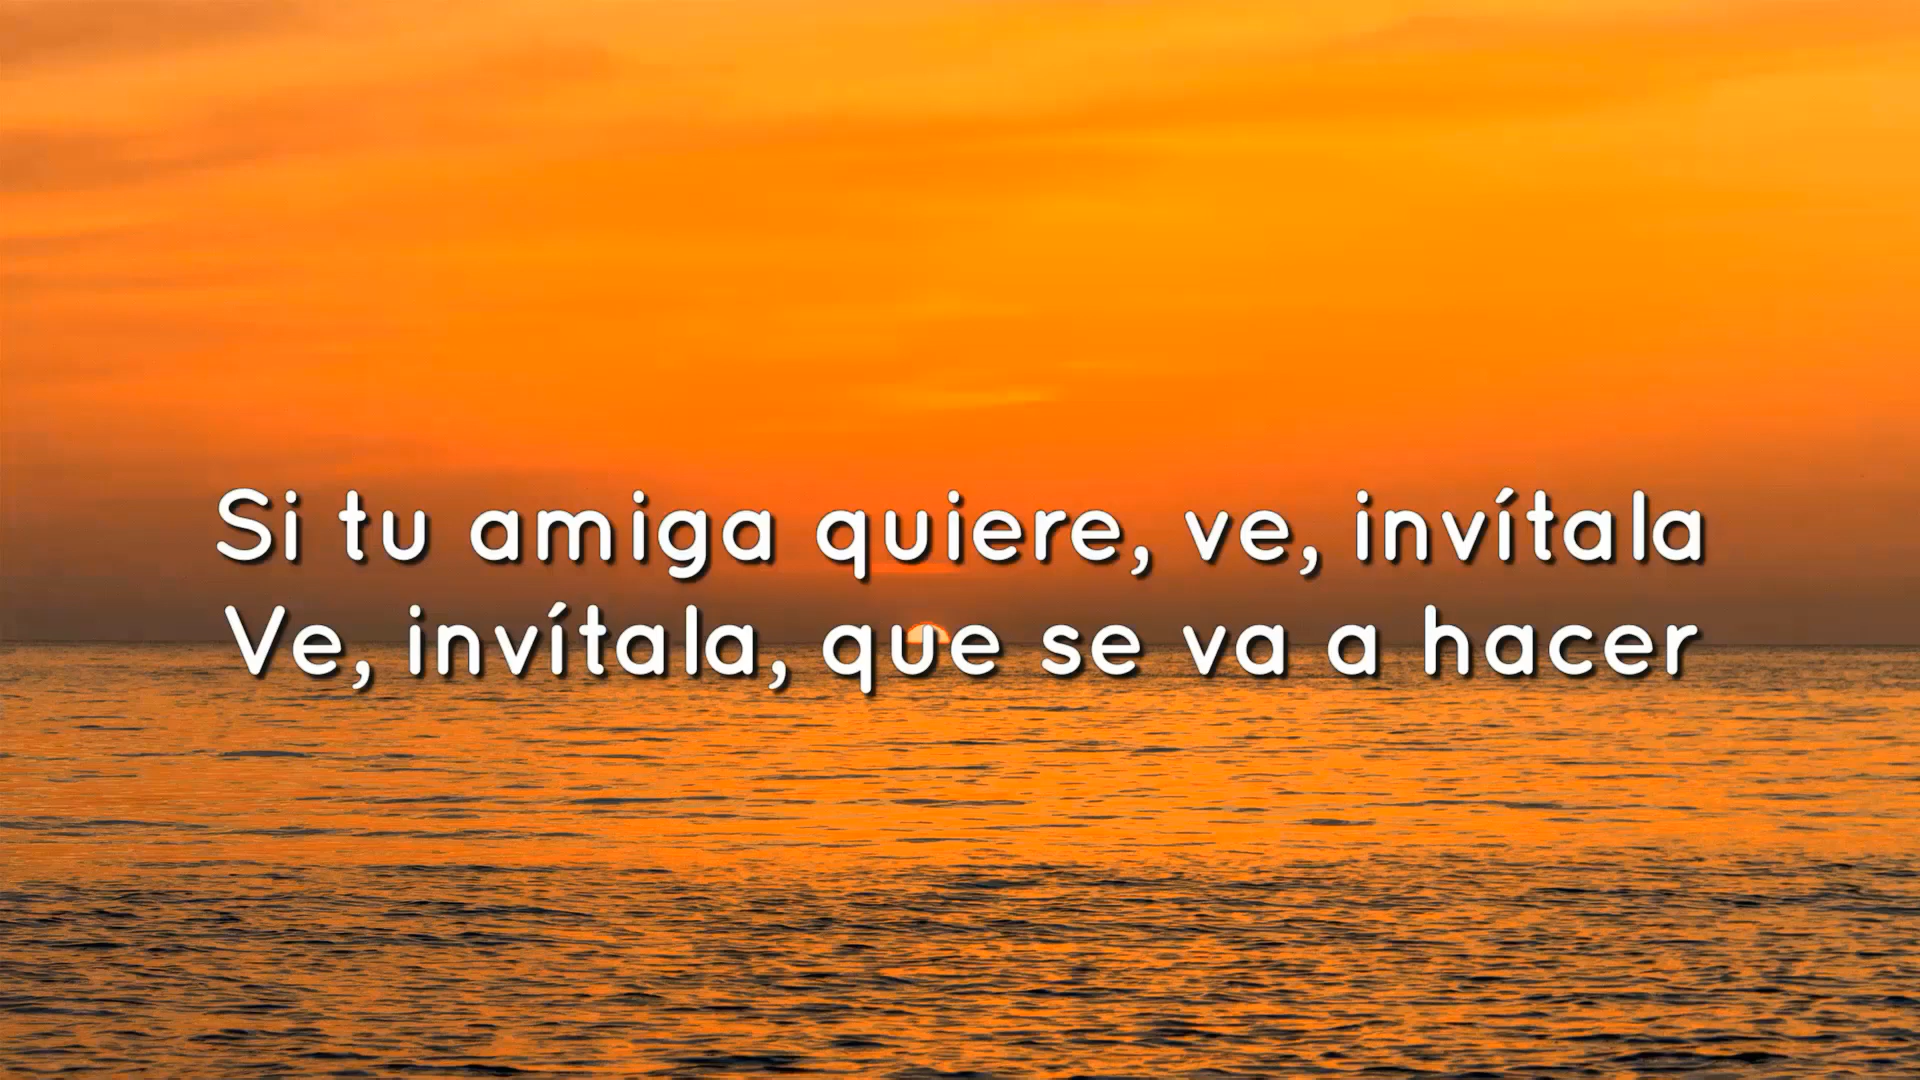 Si tu amiga quiere, ve, invítala
Ve, invítala, que se va a hacer